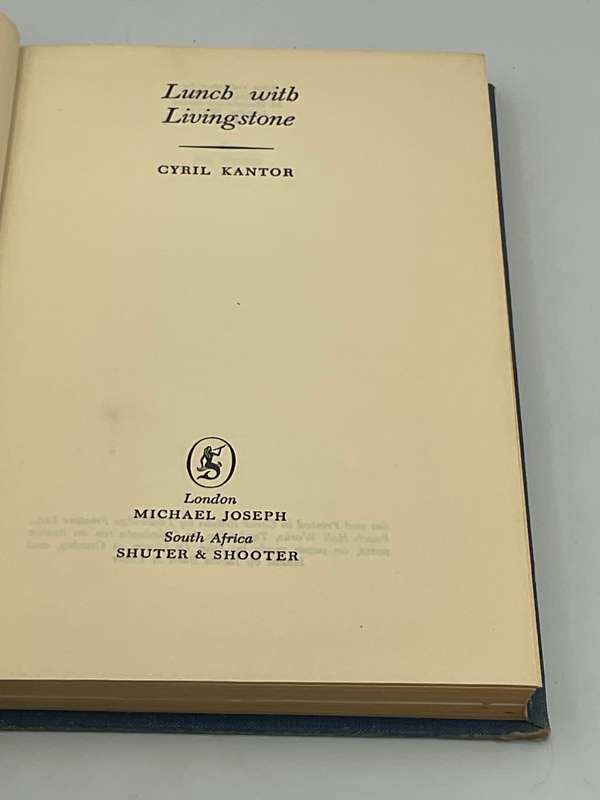 Lunch with
Livingstone
CYRIL KANTOR
London
MICHAEL JOSEPH
South Africa
SHUTER & SHOOTER